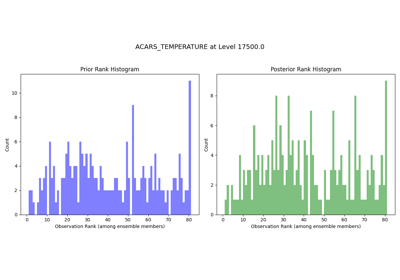 ACARS_TEMPERATURE at Level 17500.0
Prior Rank Histogram
Posterior Rank Histogram
Count
10
8
6
4
2
0
0 10 20 30 40 50 60 70 80
Observation Rank (among ensemble members)
Count
8
6
4
2
0
0 10 20 30 40 50 60 70 80
Observation Rank (among ensemble members)